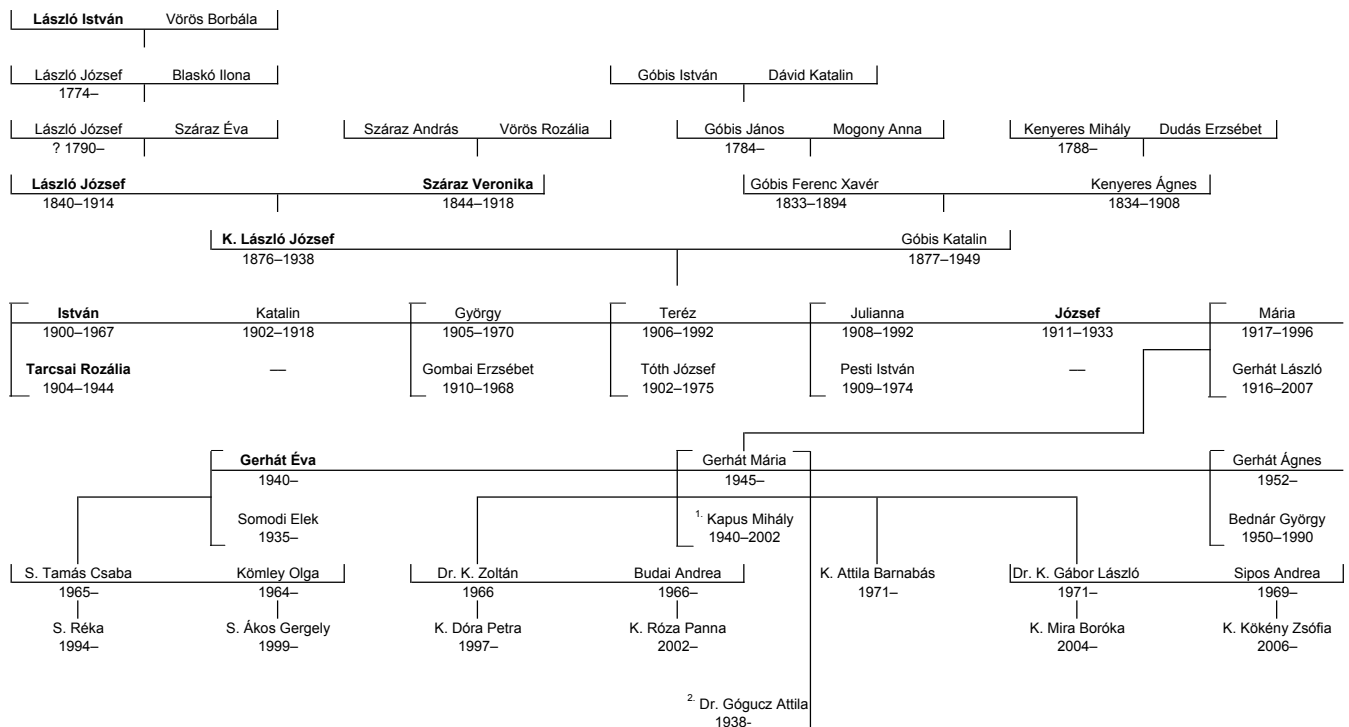 László István Vörös Borbála
László József Blaskó Ilona Góbis István Dávid Katalin
1774–
László József Száraz Éva Száraz András Vörös Rozália Góbis János Mogony Anna Kenyeres Mihály Dudás Erzsébet
? 1790– 1784– 1788–
László József Száraz Veronika Góbis Ferenc Xavér Kenyeres Ágnes
1840–1914 1844–1918 1833–1894 1834–1908
K. László József Góbis Katalin
1876–1938 1877–1949
István Katalin György Teréz Julianna József Mária
1900–1967 1902–1918 1905–1970 1906–1992 1908–1992 1911–1933 1917–1996
Tarcsai Rozália — Gombai Erzsébet Tóth József Pesti István — Gerhát László
1904–1944 1910–1968 1902–1975 1909–1974 1916–2007
Gerhát Éva Gerhát Mária Gerhát Ágnes
1940– 1945– 1952–
Somodi Elek 1. Kapus Mihály Bednár György
1935– 1940–2002 1950–1990
S. Tamás Csaba Kömley Olga Dr. K. Zoltán Budai Andrea K. Attila Barnabás Dr. K. Gábor László Sipos Andrea
1965– 1964– 1966 1966– 1971– 1971– 1969–
S. Réka S. Ákos Gergely K. Dóra Petra K. Róza Panna K. Mira Boróka K. Kökény Zsófia
1994– 1999– 1997– 2002– 2004– 2006–
2. Dr. Gógucz Attila
1938-